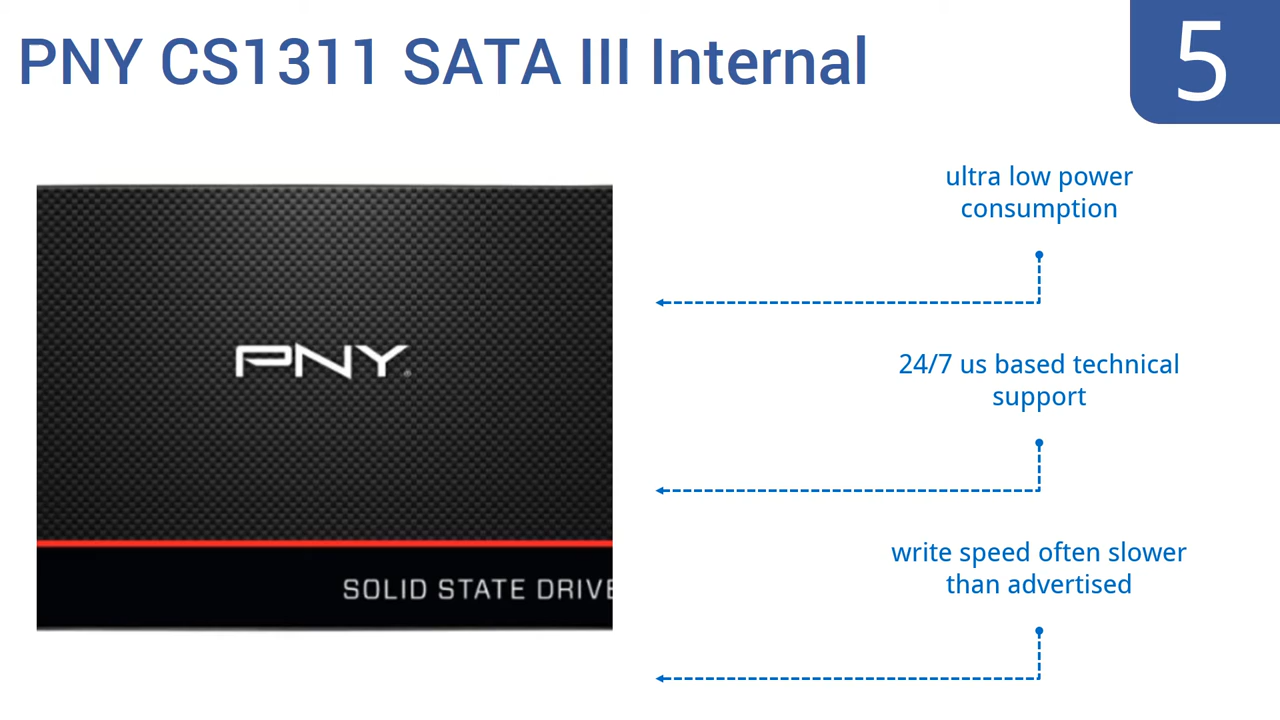 PNY CS1311 SATA III Internal
5
ultra low power
consumption
24/7 us based technical
support
write speed often slower
than advertised
PNY®
SOLID STATE DRIVE